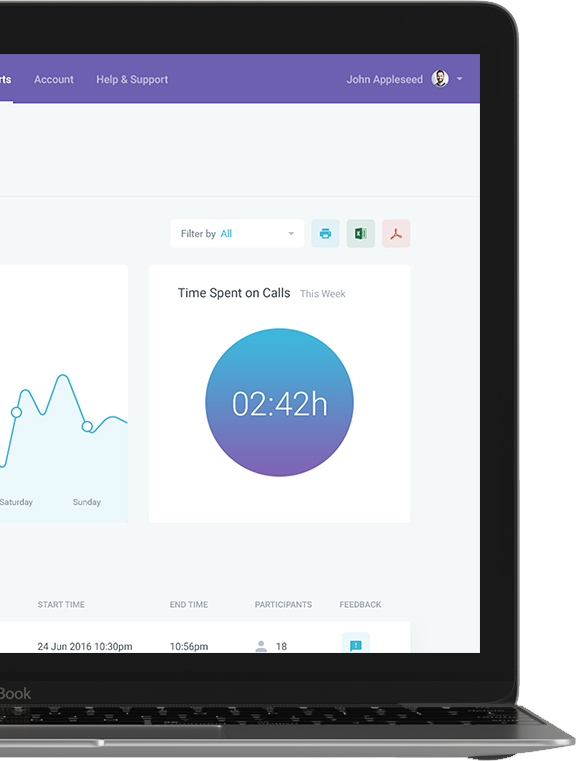 rts Account Help & Support John Appleseed
Filter by All
Time Spent on Calls This Week
02:42h
Saturday Sunday
START TIME END TIME PARTICIPANTS FEEDBACK
24 Jun 2016 10:30pm 10:56pm 18
Book